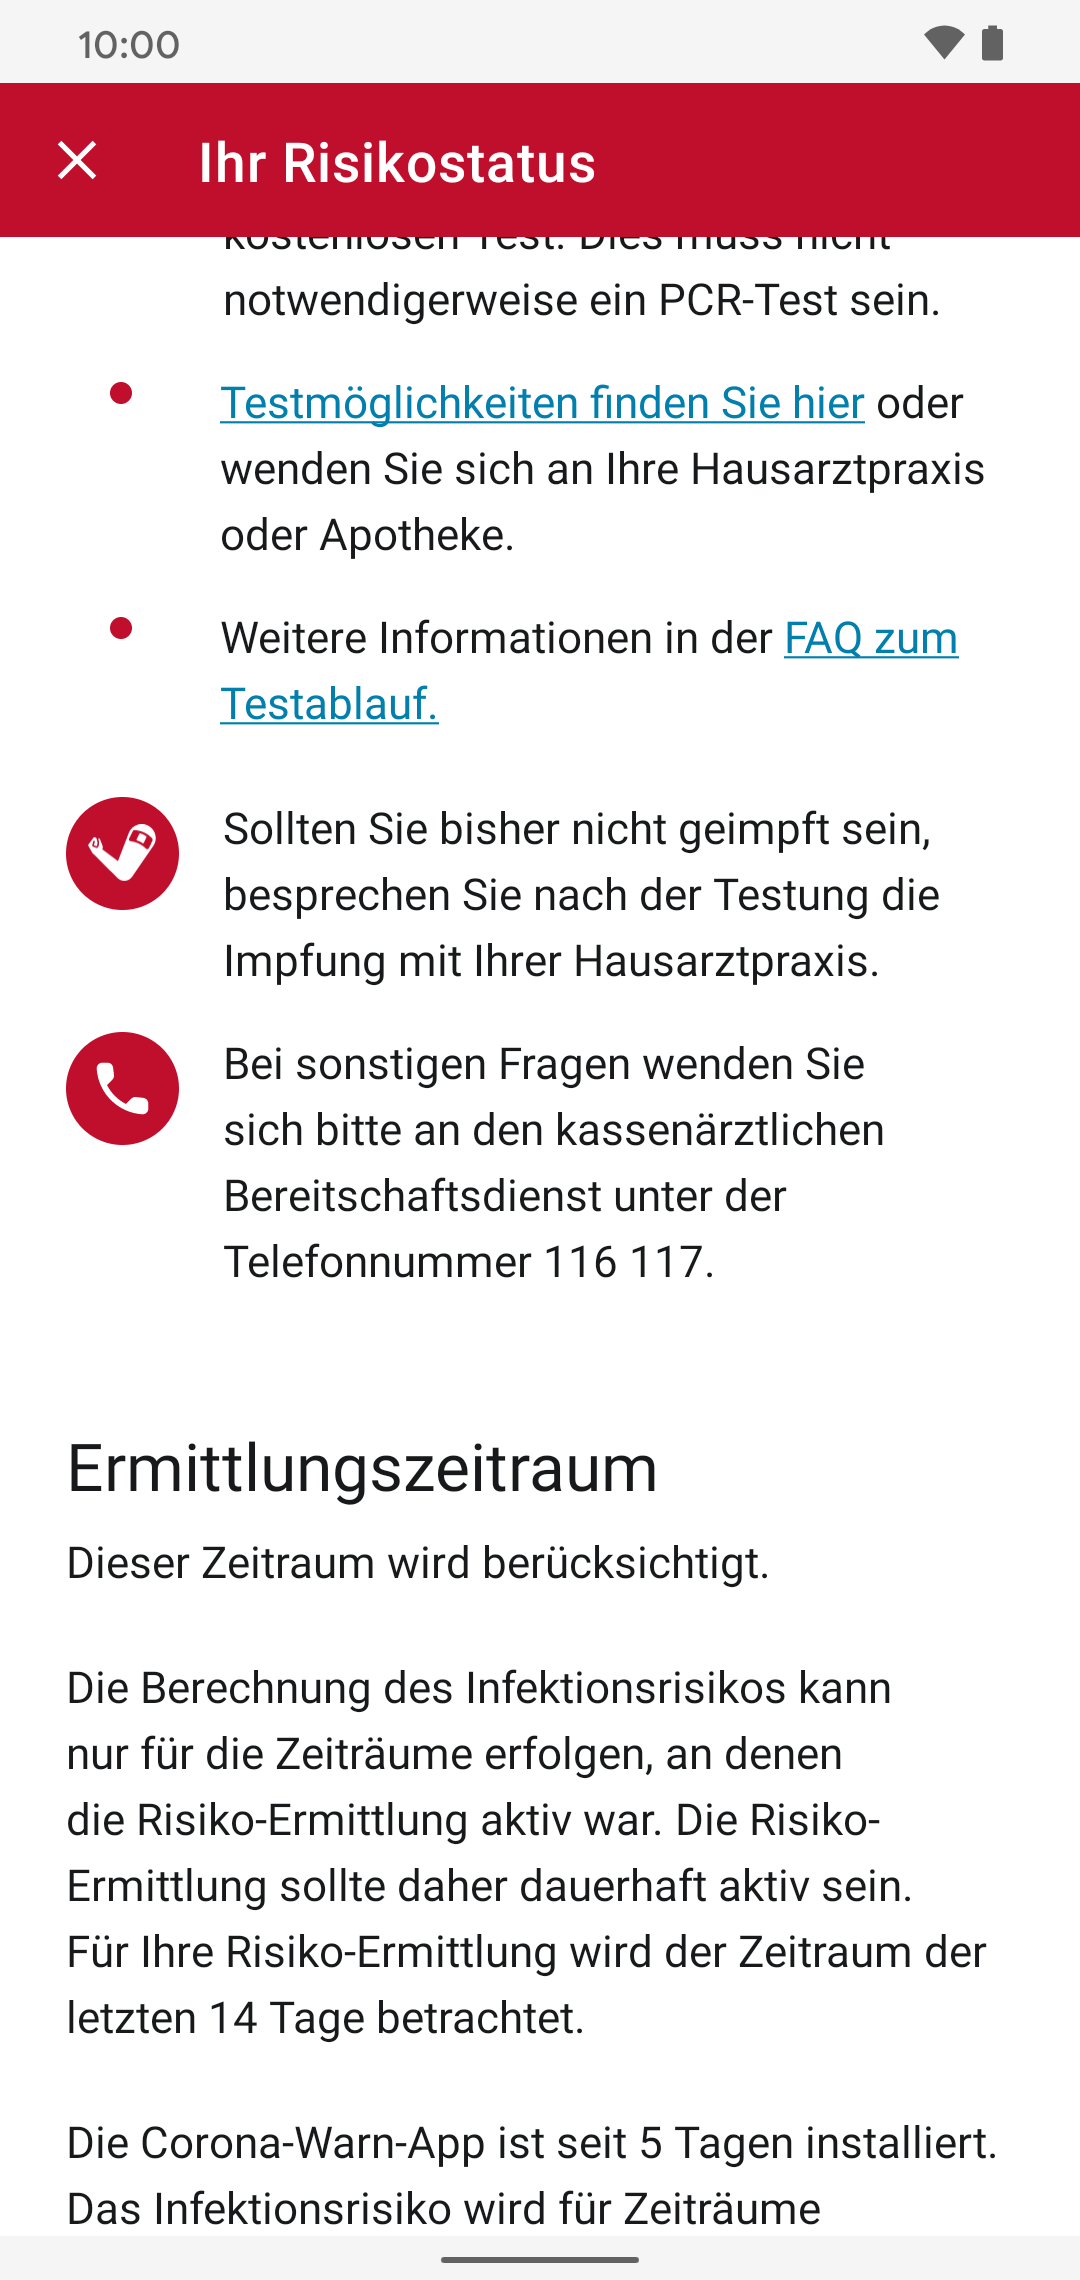 10:00
Ihr Risikostatus
kostenlosen Test. Dies muss nicht
notwendigerweise ein PCR-Test sein.
Testmöglichkeiten finden Sie hier oder
wenden Sie sich an Ihre Hausarztpraxis
oder Apotheke.
Weitere Informationen in der FAQ zum
Testablauf.
Sollten Sie bisher nicht geimpft sein,
besprechen Sie nach der Testung die
Impfung mit Ihrer Hausarztpraxis.
Bei sonstigen Fragen wenden Sie
sich bitte an den kassenärztlichen
Bereitschaftsdienst unter der
Telefonnummer 116 117.
Ermittlungszeitraum
Dieser Zeitraum wird berücksichtigt.
Die Berechnung des Infektionsrisikos kann
nur für die Zeiträume erfolgen, an denen
die Risiko-Ermittlung aktiv war. Die Risiko-
Ermittlung sollte daher dauerhaft aktiv sein.
Für Ihre Risiko-Ermittlung wird der Zeitraum der
letzten 14 Tage betrachtet.
Die Corona-Warn-App ist seit 5 Tagen installiert.
Das Infektionsrisiko wird für Zeiträume